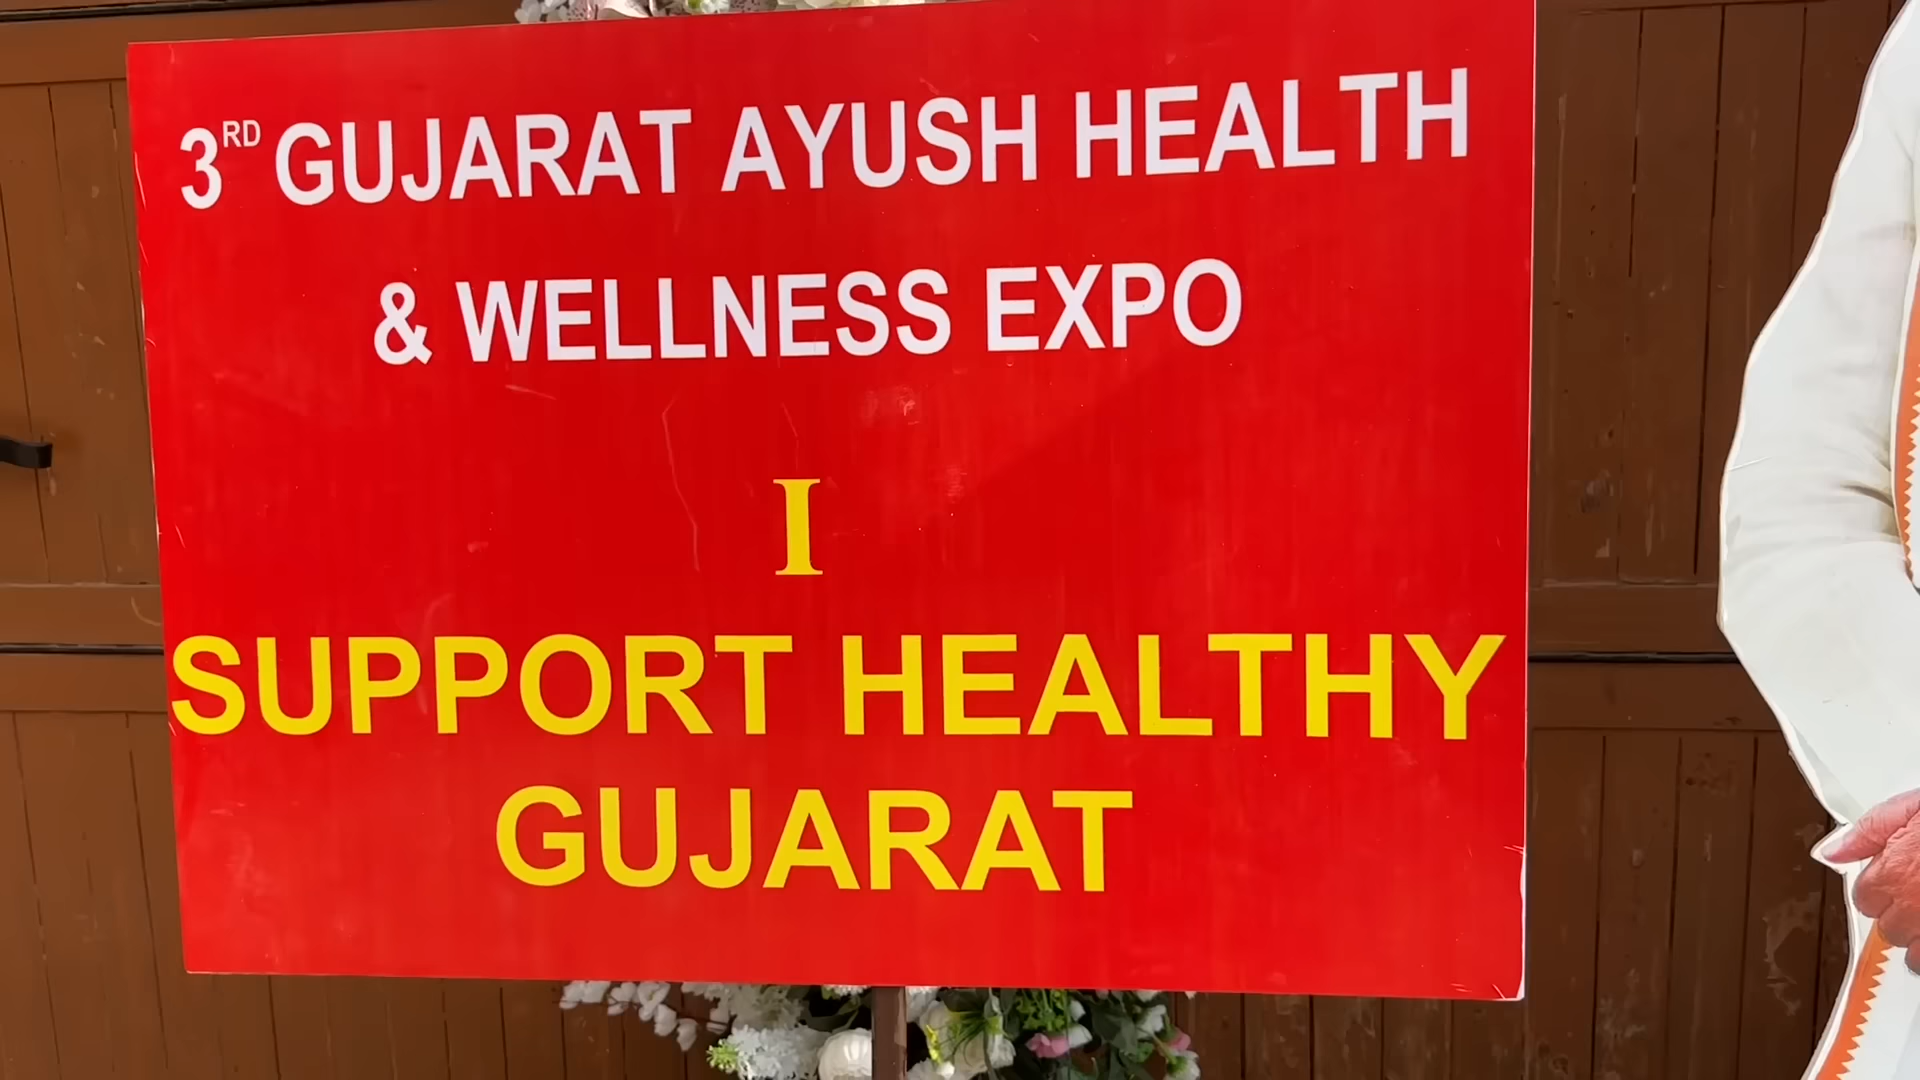 3RD GUJARAT AYUSH HEALTH
& WELLNESS EXPO
I
SUPPORT HEALTHY
GUJARAT